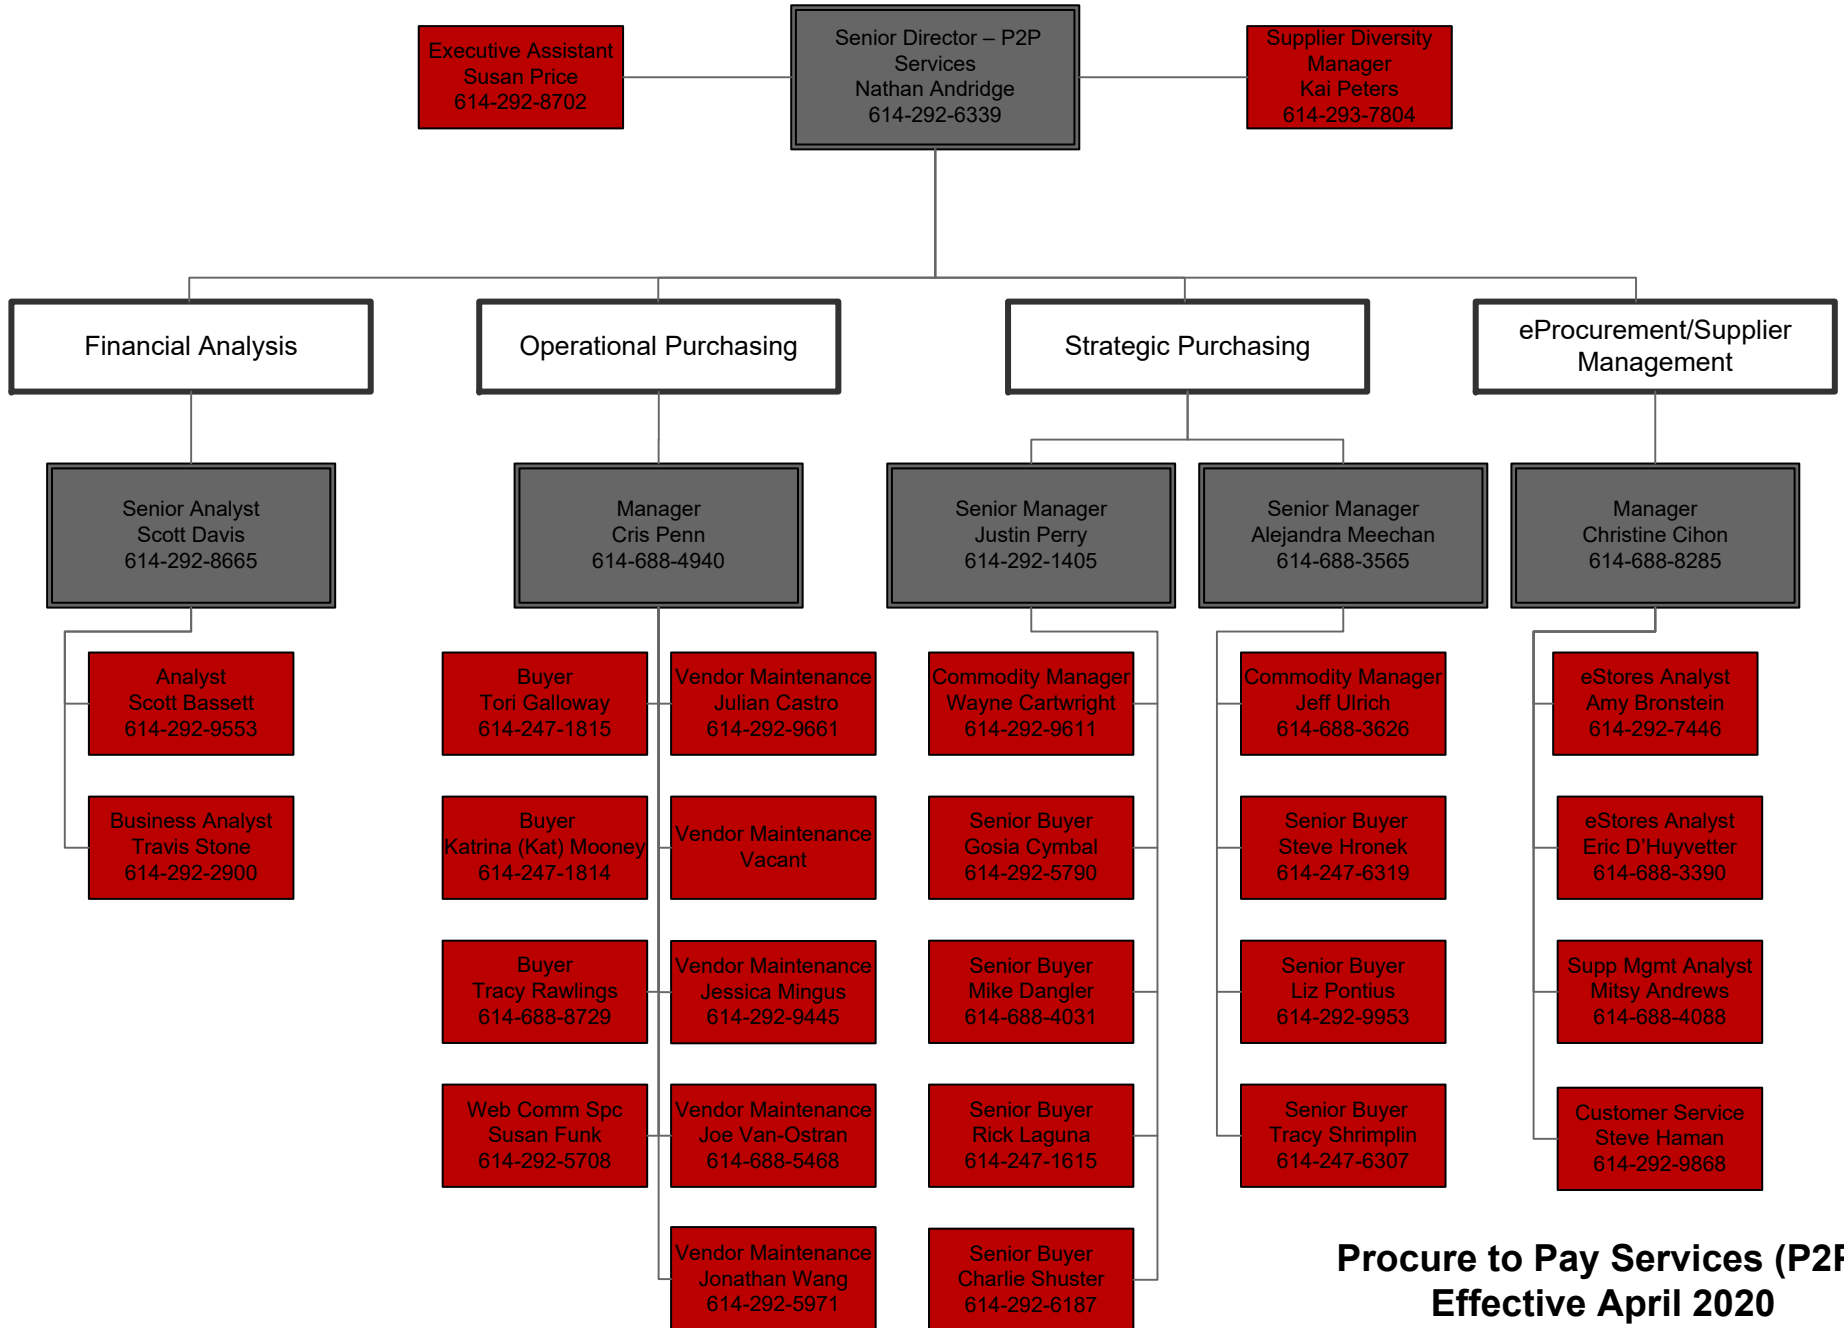 Executive Assistant
Susan Price
614-292-8702
Senior Director – P2P
Services
Nathan Andridge
614-292-6339
Supplier Diversity
Manager
Kai Peters
614-293-7804
Financial Analysis
Operational Purchasing
Strategic Purchasing
eProcurement/Supplier
Management
Senior Analyst
Scott Davis
614-292-8665
Manager
Cris Penn
614-688-4940
Senior Manager
Justin Perry
614-292-1405
Senior Manager
Alejandra Meechan
614-688-3565
Manager
Christine Cihon
614-688-8285
Analyst
Scott Bassett
614-292-9553
Business Analyst
Travis Stone
614-292-2900
Buyer
Tori Galloway
614-247-1815
Buyer
Katrina (Kat) Mooney
614-247-1814
Buyer
Tracy Rawlings
614-688-8729
Web Comm Spc
Susan Funk
614-292-5708
Vendor Maintenance
Julian Castro
614-292-9661
Vendor Maintenance
Vacant
Vendor Maintenance
Jessica Mingus
614-292-9445
Vendor Maintenance
Joe Van-Ostran
614-688-5468
Vendor Maintenance
Jonathan Wang
614-292-5971
Commodity Manager
Wayne Cartwright
614-292-9611
Senior Buyer
Gosia Cymbal
614-292-5790
Senior Buyer
Mike Dangler
614-688-4031
Senior Buyer
Rick Laguna
614-247-1615
Senior Buyer
Charlie Shuster
614-292-6187
Commodity Manager
Jeff Ulrich
614-688-3626
Senior Buyer
Steve Hronek
614-247-6319
Senior Buyer
Liz Pontius
614-292-9953
Senior Buyer
Tracy Shrimplin
614-247-6307
eStores Analyst
Amy Bronstein
614-292-7446
eStores Analyst
Eric D’Huyvetter
614-688-3390
Supp Mgmt Analyst
Mitsy Andrews
614-688-4088
Customer Service
Steve Haman
614-292-9868
Procure to Pay Services (P2P
Effective April 2020